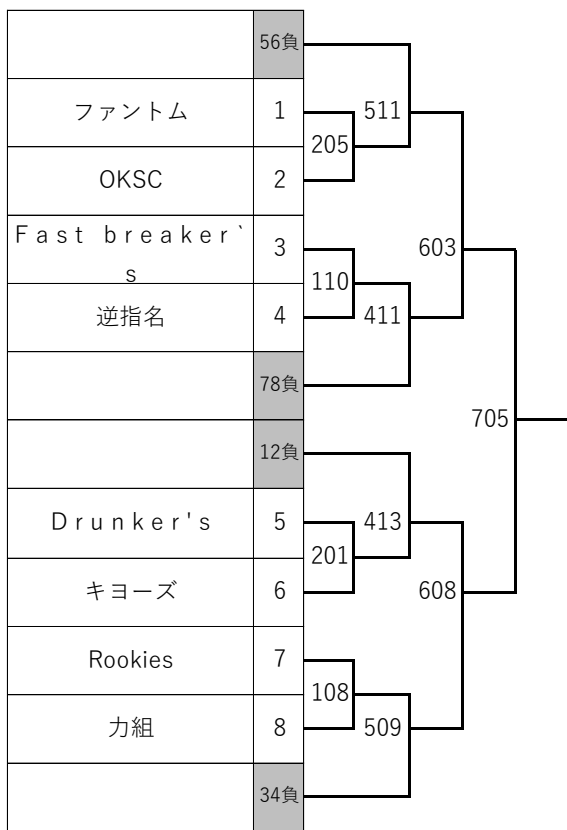 56負
ファントム 1 511
205
OKSC 2
Fast breaker`
s
3 603
110
逆指名 4 411
78負
705
12負
Drunker's 5 413
201
キヨーズ 6 608
Rookies 7
108
力組 8 509
34負